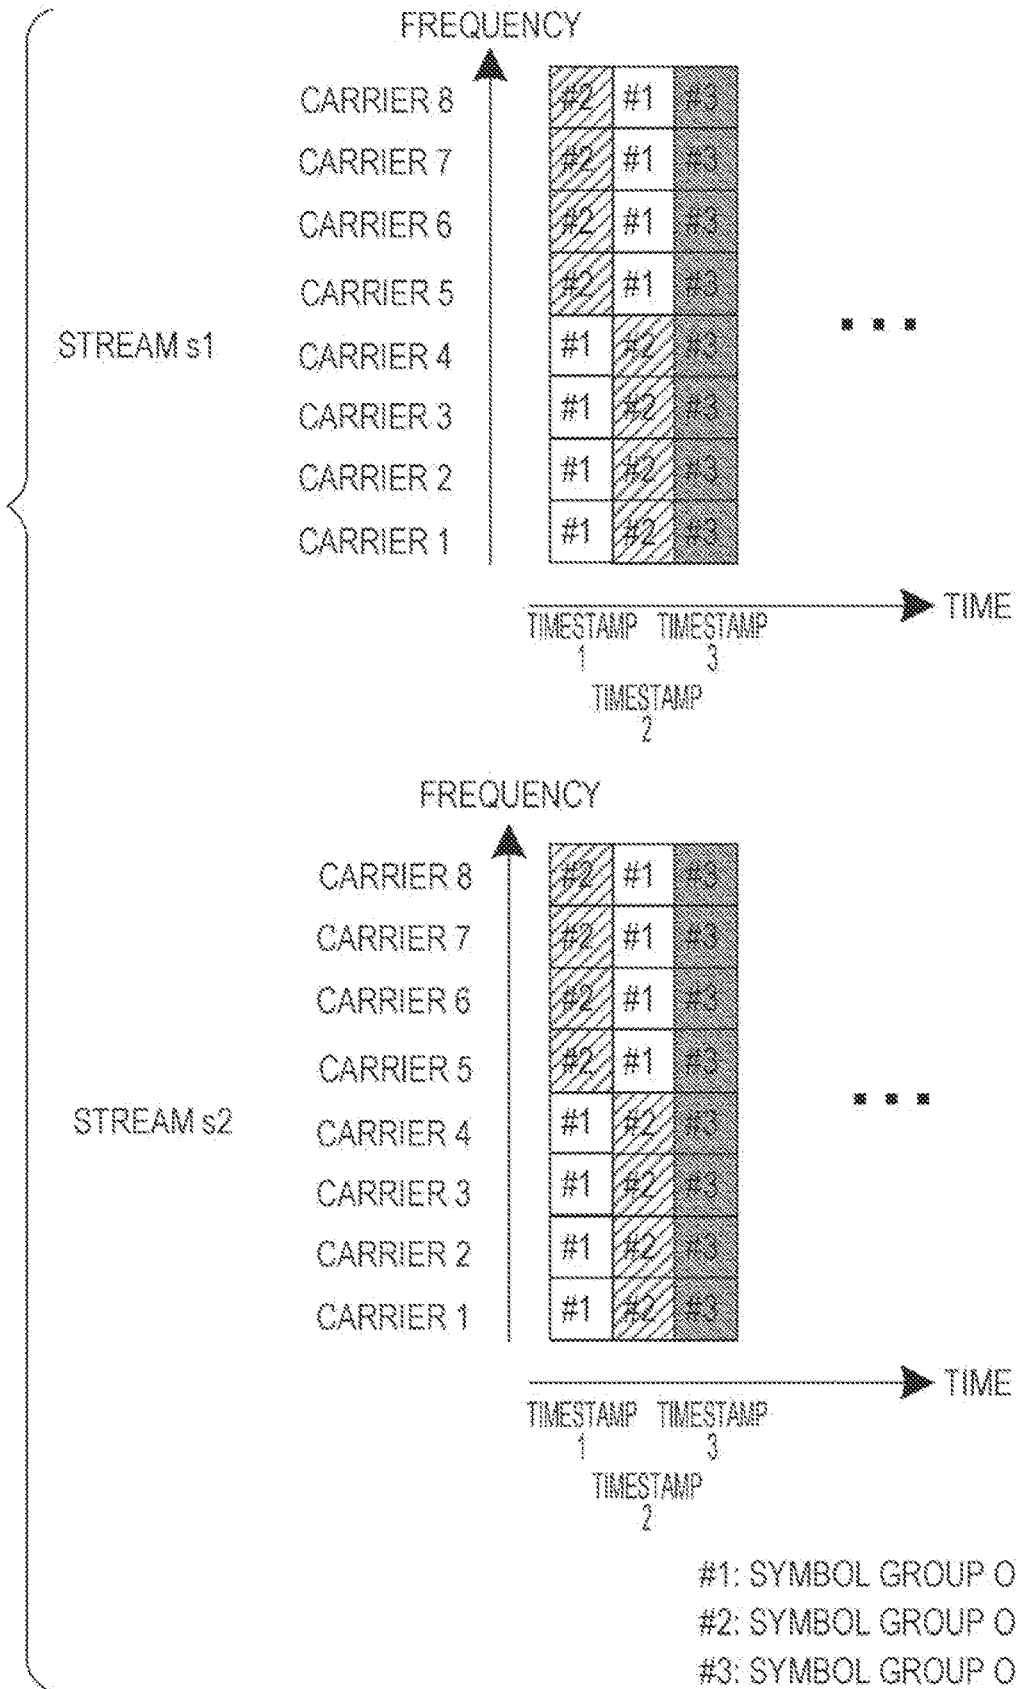 FREQUENCY
CARRIER 8 #2 #1 #3
CARRIER 7 #2 #1 #3
CARRIER 6 #2 #1 #3
CARRIER 5 #2 #1 #3
STREAM s1
CARRIER 4 #1 #2 #3
CARRIER 3 #1 #2 #3
CARRIER 2 #1 #2 #3
CARRIER 1 #1 #2 #3
TIME
TIMESTAMP 1
TIMESTAMP 3
TIMESTAMP 2
FREQUENCY
CARRIER 8 #2 #1 #3
CARRIER 7 #2 #1 #3
CARRIER 6 #2 #1 #3
CARRIER 5 #2 #1 #3
STREAM s2
CARRIER 4 #1 #2 #3
CARRIER 3 #1 #2 #3
CARRIER 2 #1 #2 #3
CARRIER 1 #1 #2 #3
TIME
TIMESTAMP 1
TIMESTAMP 3
TIMESTAMP 2
#1: SYMBOL GROUP O
#2: SYMBOL GROUP O
#3: SYMBOL GROUP O